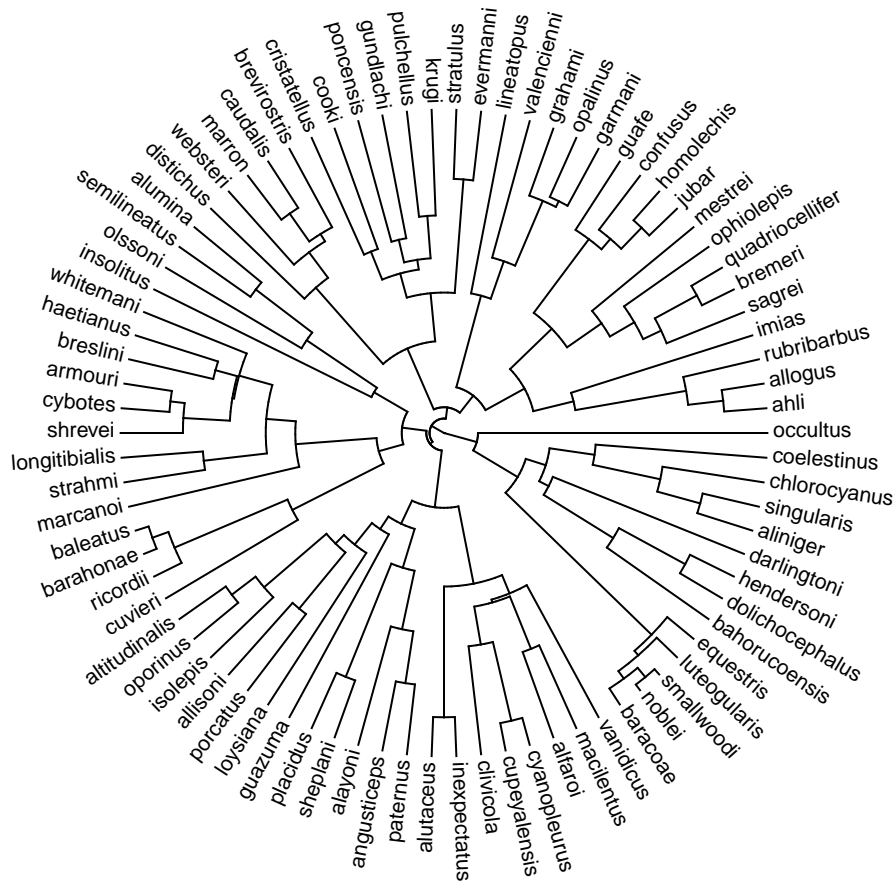 occultus
ahli
allogus
rubribarbus
imias
sagrei
bremeri
quadriocellifer
ophiolepis
mestrei
jubar
homolechis
confusus
guafe
garmani
opalinus
grahami
valencienni
lineatopus
evermanni
stratulus
krugi
pulchellus
gundlachi
poncensis
cooki
cristatellus
brevirostris
caudalis
marron
websteri
distichus
alumina
semilineatus
olssoni
insolitus
whitemani
haetianus
breslini
armouri
cybotes
shrevei
longitibialis
strahmi
marcanoi
baleatus
barahonae
ricordii
cuvieri
altitudinalis
oporinus
isolepis
allisoni
porcatus
loysiana
guazuma
placidus
sheplani
alayoni
angusticeps
paternus
alutaceus
inexpectatus
clivicola
cupeyalensis
cyanopleurus
alfaroi
macilentus
vanidicus
baracoae
noblei
smallwoodi
luteogularis
equestris
bahorucoensis
dolichocephalus
hendersoni
darlingtoni
aliniger
singularis
chlorocyanus
coelestinus